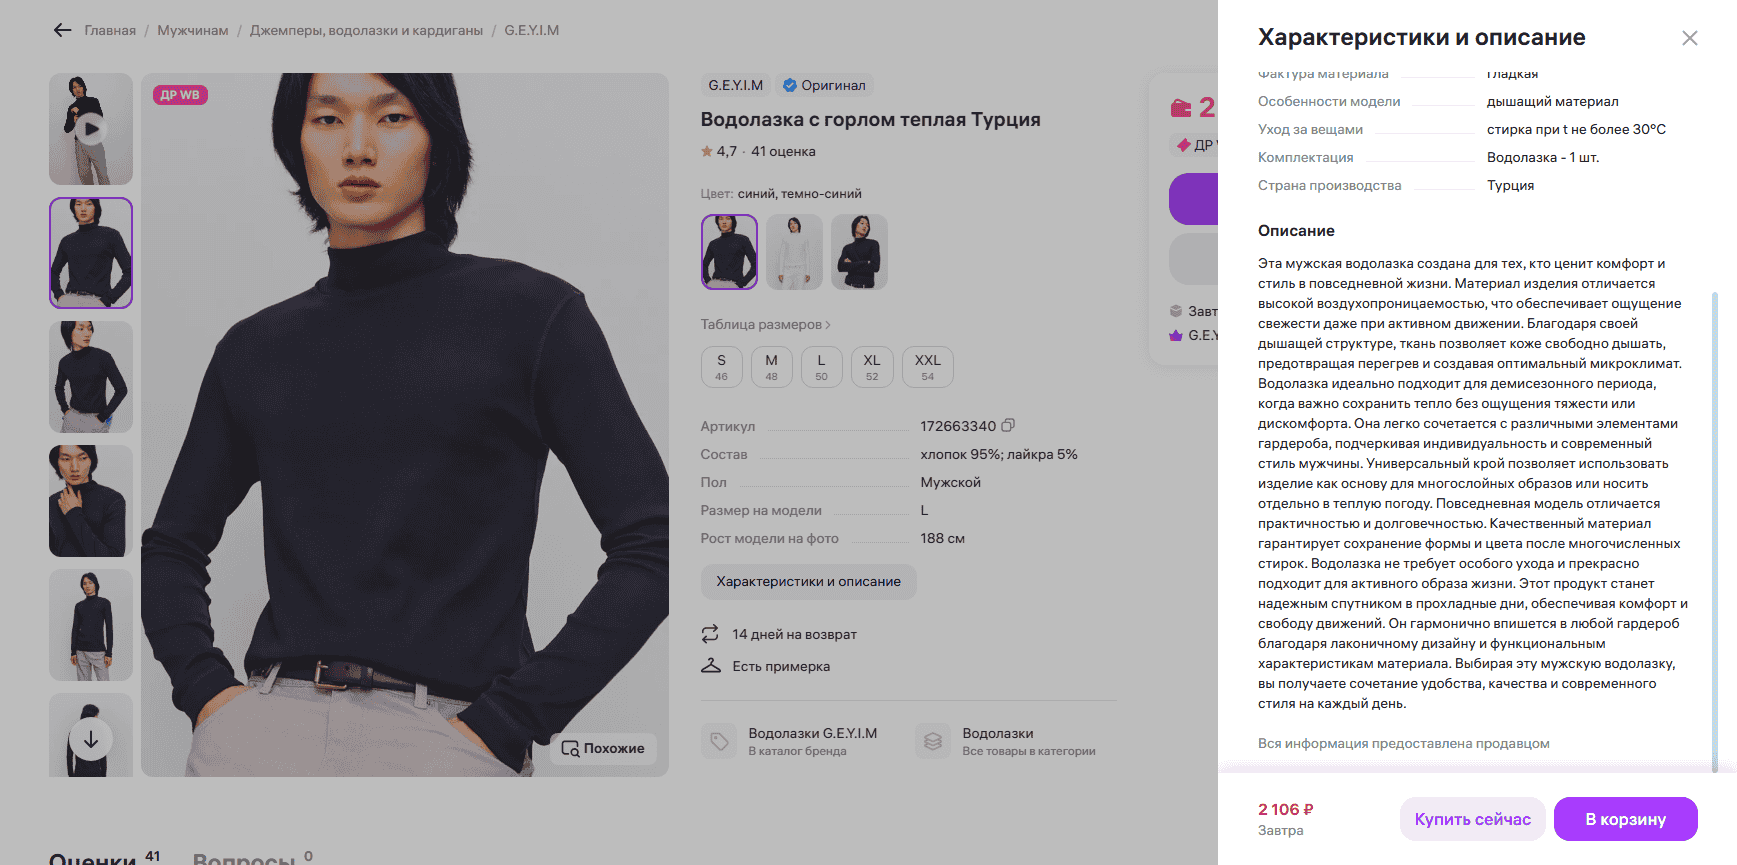 Главная / Мужчинам / Джемперы, водолазки и кардиганы / G.E.Y.I.M
ДР WB
Похожие
G.E.Y.I.M Оригинал
Водолазка с горлом теплая Турция
4,7 · 41 оценка
Цвет: синий, темно-синий
Таблица размеров
S M L XL XXL
46 48 50 52 54
Артикул 172663340
Состав хлопок 95%; лайкра 5%
Пол Мужской
Размер на модели L
Рост модели на фото 188 см
Характеристики и описание
14 дней на возврат
Есть примерка
Водолазки G.E.Y.I.M
В каталог бренда
Водолазки
Все товары в категории
Оценки 41 Вопросы 0
2
ДР
Завт
G.E.Y
Характеристики и описание
Фактура материала гладкая
Особенности модели дышащий материал
Уход за вещами стирка при t не более 30°C
Комплектация Водолазка - 1 шт.
Страна производства Турция
Описание
Эта мужская водолазка создана для тех, кто ценит комфорт и
стиль в повседневной жизни. Материал изделия отличается
высокой воздухопроницаемостью, что обеспечивает ощущение
свежести даже при активном движении. Благодаря своей
дышащей структуре, ткань позволяет коже свободно дышать,
предотвращая перегрев и создавая оптимальный микроклимат.
Водолазка идеально подходит для демисезонного периода,
когда важно сохранить тепло без ощущения тяжести или
дискомфорта. Она легко сочетается с различными элементами
гардероба, подчеркивая индивидуальность и современный
стиль мужчины. Универсальный крой позволяет использовать
изделие как основу для многослойных образов или носить
отдельно в теплую погоду. Повседневная модель отличается
практичностью и долговечностью. Качественный материал
гарантирует сохранение формы и цвета после многочисленных
стирок. Водолазка не требует особого ухода и прекрасно
подходит для активного образа жизни. Этот продукт станет
надежным спутником в прохладные дни, обеспечивая комфорт и
свободу движений. Он гармонично впишется в любой гардероб
благодаря лаконичному дизайну и функциональным
характеристикам материала. Выбирая эту мужскую водолазку,
вы получаете сочетание удобства, качества и современного
стиля на каждый день.
Вся информация предоставлена продавцом
2 106 ₽
Завтра
Купить сейчас
В корзину